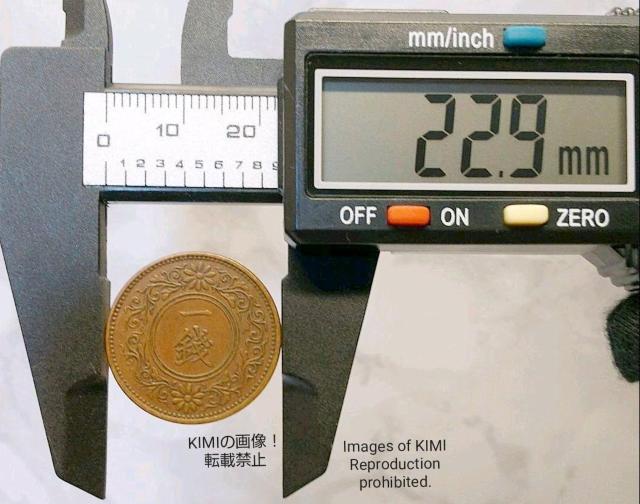 mm/inch
22.9 mm
OFF ON ZERO
0 10 20
1 2 3 4 5 6 7 8 9
一
銭
KIMIの画像！
転載禁止
Images of KIMI
Reproduction
prohibited.